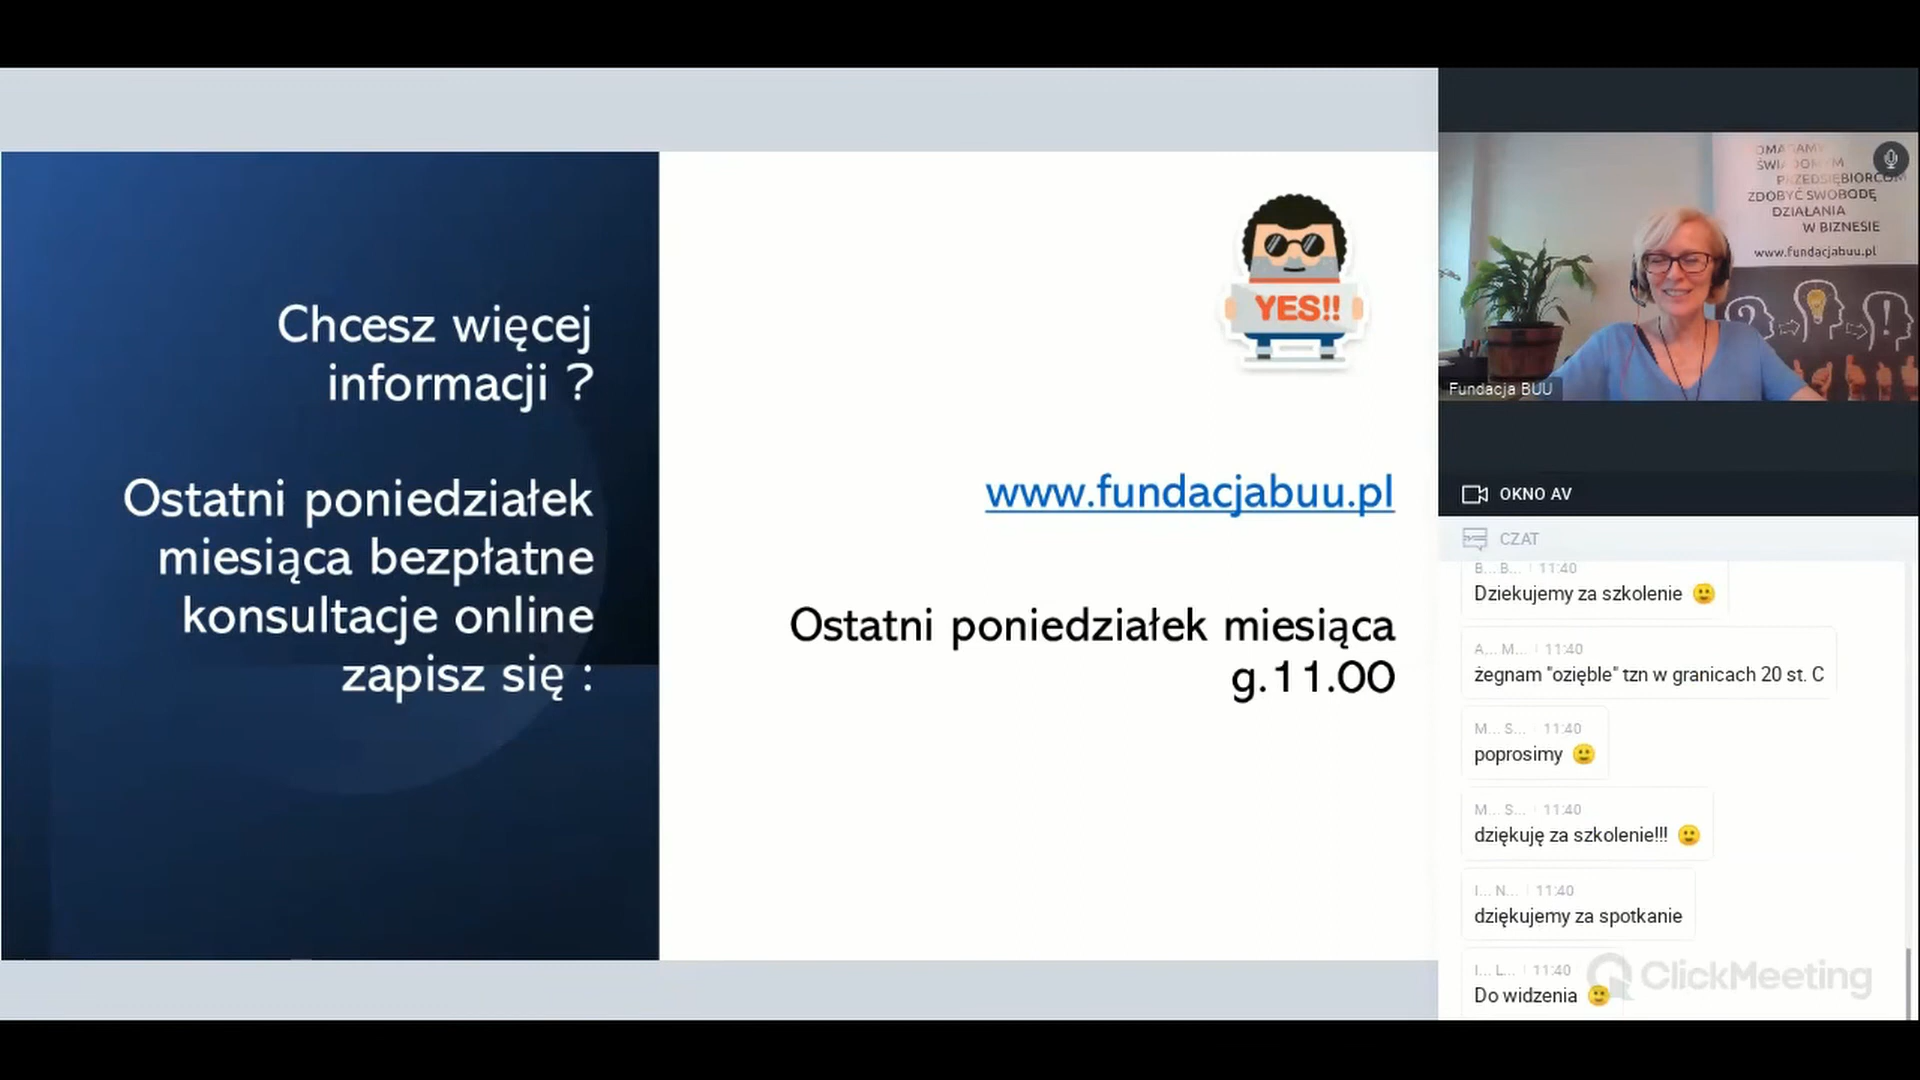 Chcesz więcej
informacji ?
Ostatni poniedziałek
miesiąca bezpłatne
konsultacje online
zapisz się :
YES!!
www.fundacjabuu.pl
Ostatni poniedziałek miesiąca
g.11.00
ŚWIADOMYM
PRZEDSIĘBIORCOM
ZDOBYĆ SWOBODĘ
DZIAŁANIA
W BIZNESIE
www.fundacjabuu.pl
Fundacja BUU
OKNO AV
CZAT
B... B... 11:40
Dziekujemy za szkolenie 🙂
A... M... 11:40
żegnam "ozięble" tzn w granicach 20 st. C
M... S... 11:40
poprosimy 🙂
M... S... 11:40
dziękuję za szkolenie!!! 🙂
I... N... 11:40
dziękujemy za spotkanie
I... L... 11:40
Do widzenia 🙂
ClickMeeting